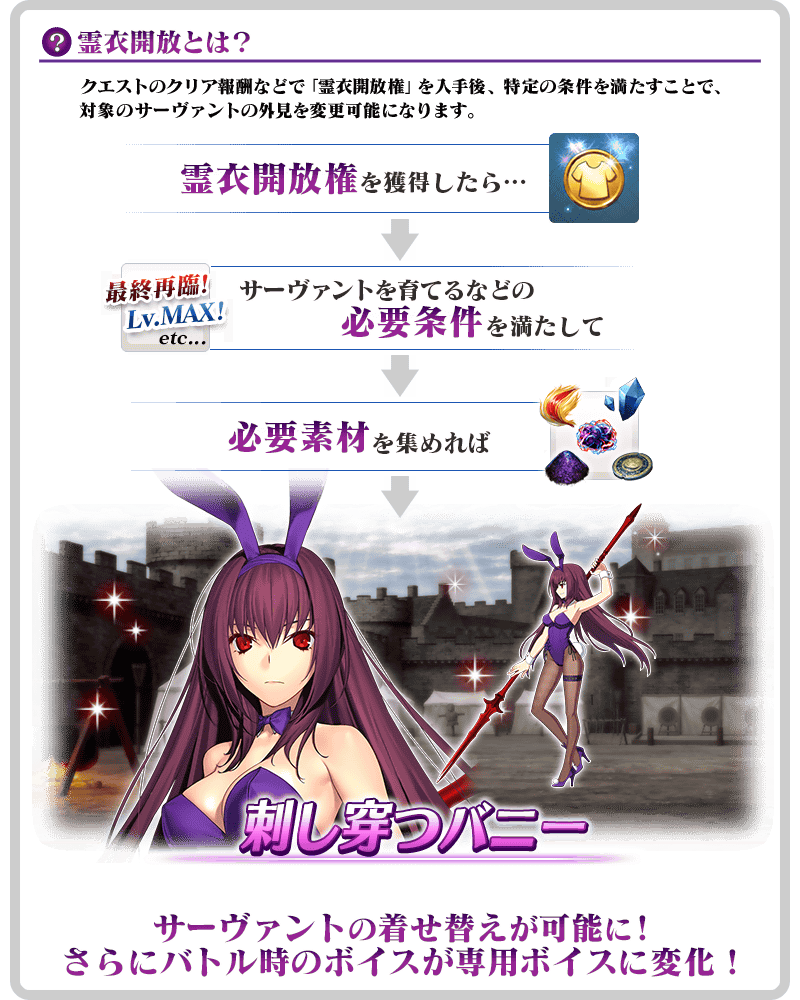 ?霊衣開放とは？
クエストのクリア報酬などで「霊衣開放権」を入手後、特定の条件を満たすことで、
対象のサーヴァントの外見を変更可能になります。
霊衣開放権を獲得したら…
最終再臨!
Lv.MAX!
etc...
サーヴァントを育てるなどの
必要条件を満たして
必要素材を集めれば
刺し穿つバニー
サーヴァントの着せ替えが可能に!
さらにバトル時のボイスが専用ボイスに変化！